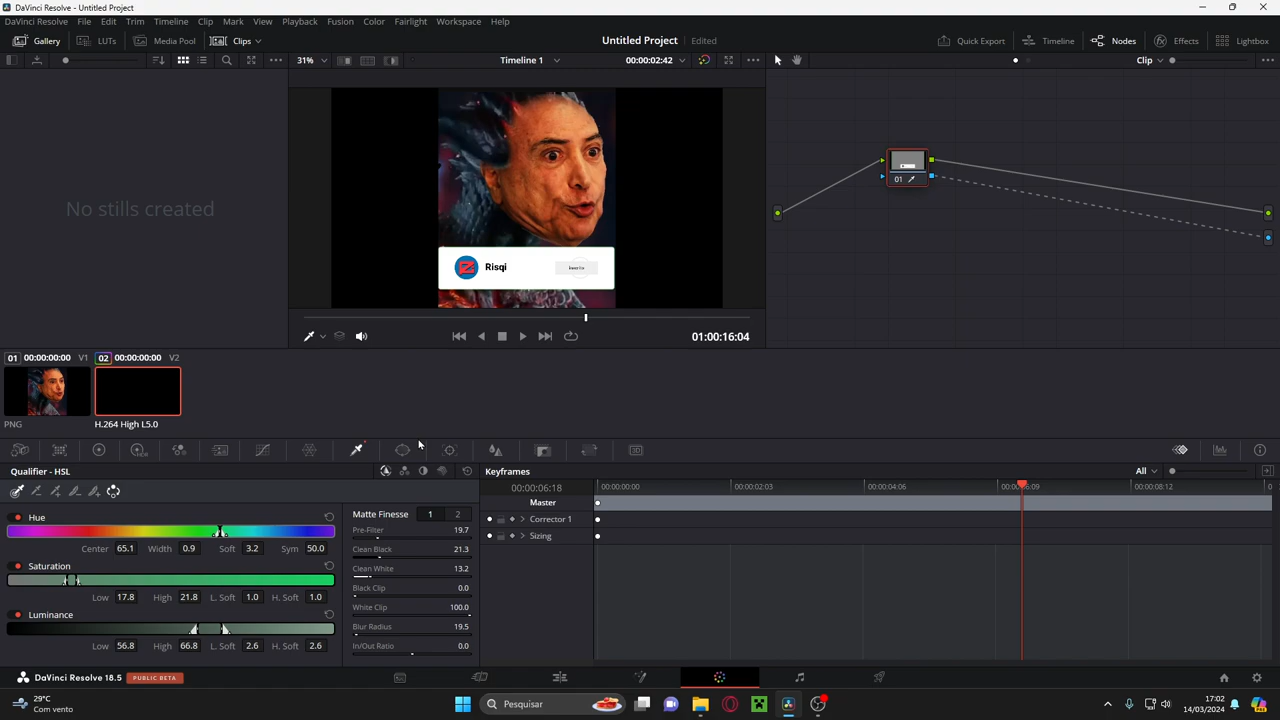 DaVinci Resolve - Untitled Project
DaVinci Resolve File Edit Trim Timeline Clip Mark View Playback Fusion Color Fairlight Workspace Help
Gallery LUTs Media Pool Clips Untitled Project Edited Quick Export Timeline Nodes Effects Lightbox
31% Timeline 1 00:00:02:42 Clip
No stills created
01
Risqi
01:00:16:04
01 00:00:00:00 V1 02 00:00:00:00 V2
PNG H.264 High L5.0
3D
Qualifier - HSL Keyframes All
00:00:06:18 00:00:00:00 00:00:02:03 00:00:04:06 00:00:06:09 00:00:08:12 0
Master
Hue Matte Finesse 1 2 Corrector 1
Pre-Filter 19.7 Sizing
Center 65.1 Width 0.9 Soft 3.2 Sym 50.0 Clean Black 21.3
Saturation Clean White 13.2
Black Clip 0.0
Low 17.8 High 21.8 L. Soft 1.0 H. Soft 1.0
Luminance White Clip 100.0
Blur Radius 19.5
Low 56.8 High 66.8 L. Soft 2.6 H. Soft 2.6 In/Out Ratio 0.0
DaVinci Resolve 18.5 PUBLIC BETA
29°C
Com vento
Pesquisar
17:02
14/03/2024